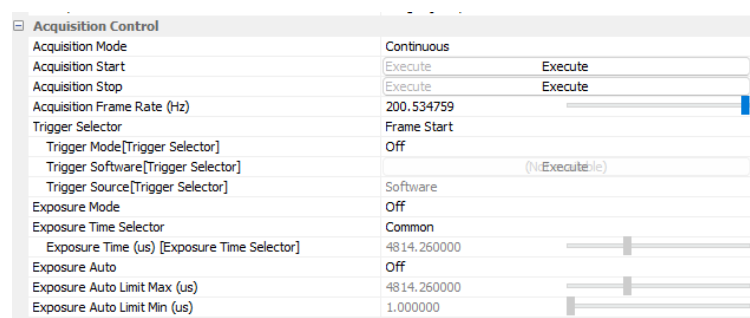 Acquisition Control
Acquisition Mode Continuous
Acquisition Start Execute Execute
Acquisition Stop Execute Execute
Acquisition Frame Rate (Hz) 200.534759
Trigger Selector Frame Start
Trigger Mode[Trigger Selector] Off
Trigger Software[Trigger Selector] Execute
Trigger Source[Trigger Selector] Software
Exposure Mode Off
Exposure Time Selector Common
Exposure Time (us) [Exposure Time Selector] 4814.260000
Exposure Auto Off
Exposure Auto Limit Max (us) 4814.260000
Exposure Auto Limit Min (us) 1.000000